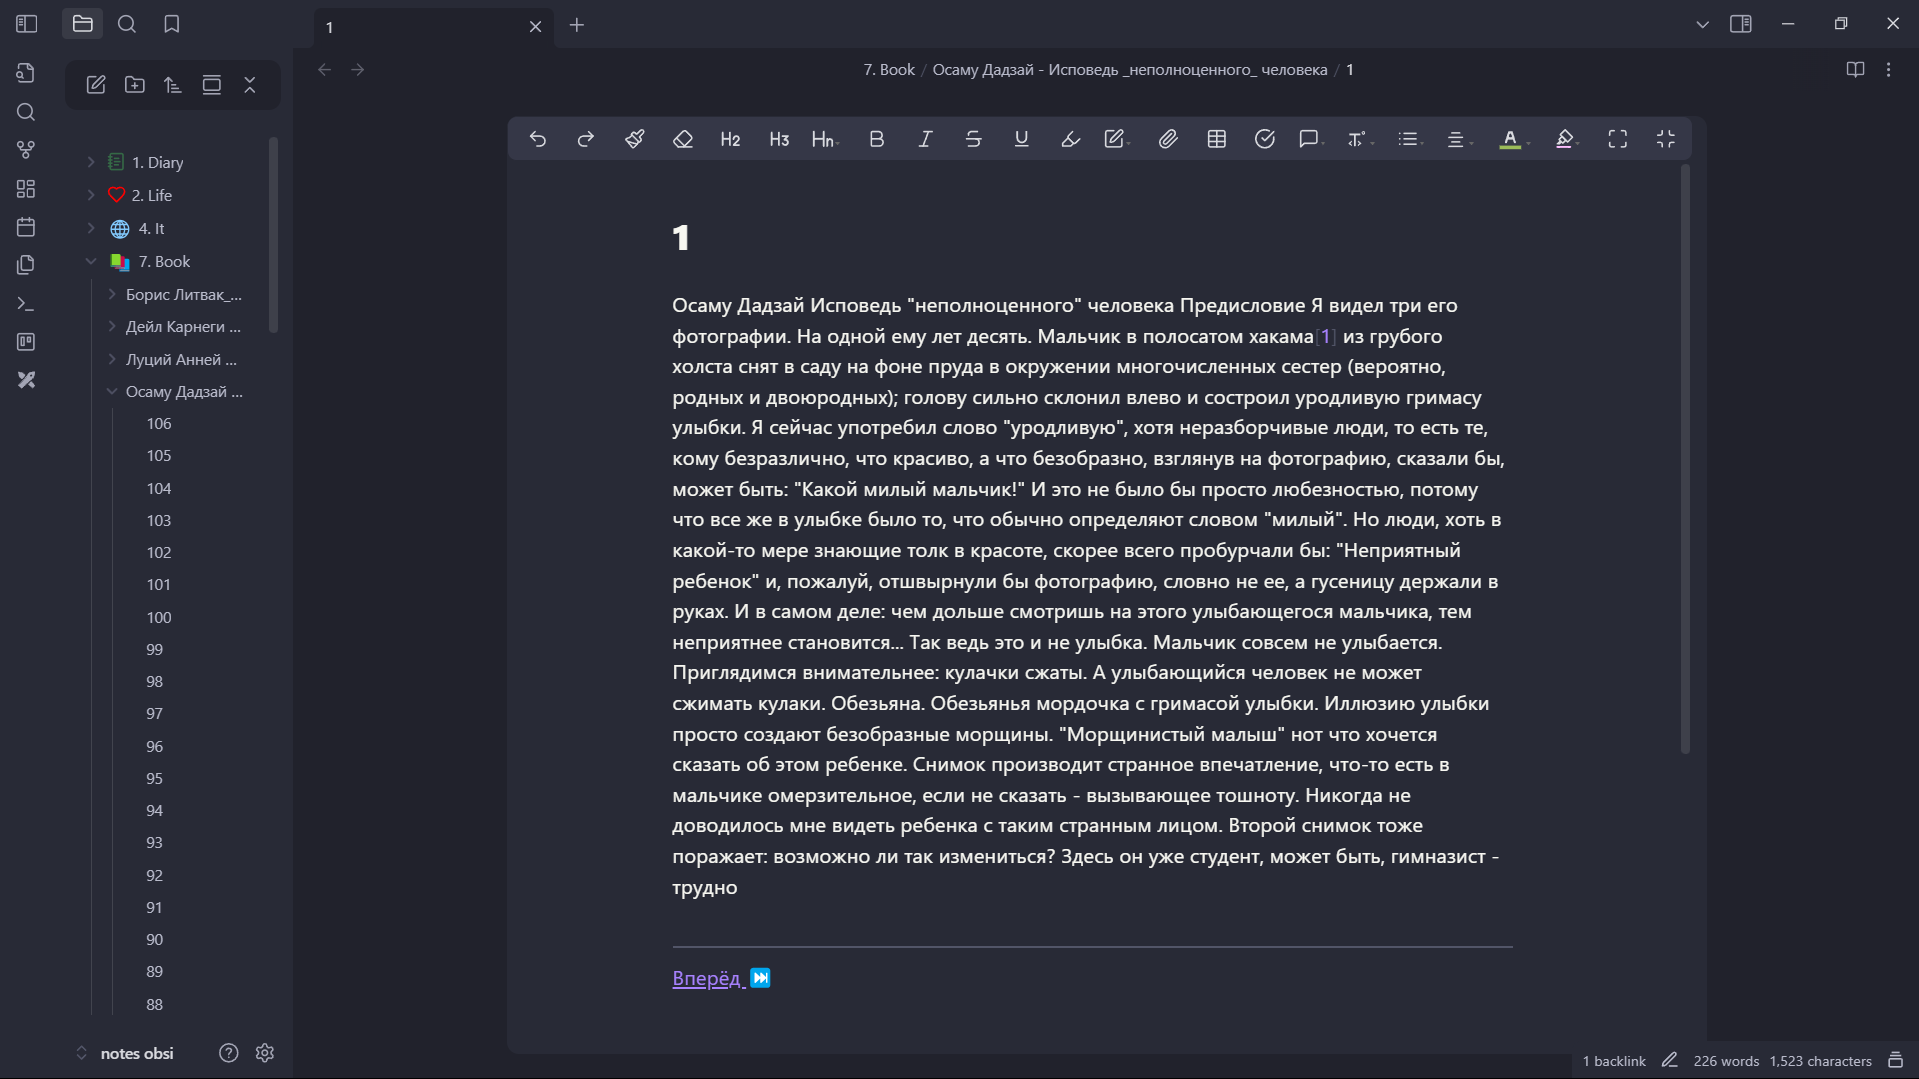 1
7. Book / Осаму Дадзай - Исповедь _неполноценного_ человека / 1
1. Diary
2. Life
4. It
7. Book
Борис Литвак_...
Дейл Карнеги ...
Луций Анней ...
Осаму Дадзай ...
106
105
104
103
102
101
100
99
98
97
96
95
94
93
92
91
90
89
88
notes obsi
H2 H3 Hn B I S U A
1
Осаму Дадзай Исповедь "неполноценного" человека Предисловие Я видел три его
фотографии. На одной ему лет десять. Мальчик в полосатом хакама[1] из грубого
холста снят в саду на фоне пруда в окружении многочисленных сестер (вероятно,
родных и двоюродных); голову сильно склонил влево и состроил уродливую гримасу
улыбки. Я сейчас употребил слово "уродливую", хотя неразборчивые люди, то есть те,
кому безразлично, что красиво, а что безобразно, взглянув на фотографию, сказали бы,
может быть: "Какой милый мальчик!" И это не было бы просто любезностью, потому
что все же в улыбке было то, что обычно определяют словом "милый". Но люди, хоть в
какой-то мере знающие толк в красоте, скорее всего пробурчали бы: "Неприятный
ребенок" и, пожалуй, отшвырнули бы фотографию, словно не ее, а гусеницу держали в
руках. И в самом деле: чем дольше смотришь на этого улыбающегося мальчика, тем
неприятнее становится... Так ведь это и не улыбка. Мальчик совсем не улыбается.
Приглядимся внимательнее: кулачки сжаты. А улыбающийся человек не может
сжимать кулаки. Обезьяна. Обезьянья мордочка с гримасой улыбки. Иллюзию улыбки
просто создают безобразные морщины. "Морщинистый малыш" нот что хочется
сказать об этом ребенке. Снимок производит странное впечатление, что-то есть в
мальчике омерзительное, если не сказать - вызывающее тошноту. Никогда не
доводилось мне видеть ребенка с таким странным лицом. Второй снимок тоже
поражает: возможно ли так измениться? Здесь он уже студент, может быть, гимназист -
трудно
Вперёд
1 backlink 226 words 1,523 characters